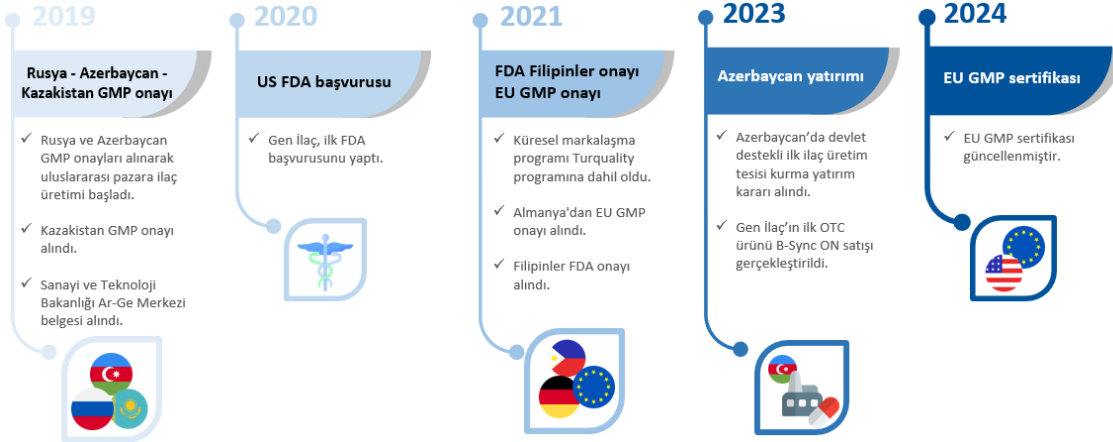 2019
Rusya - Azerbaycan -
Kazakistan GMP onayı
✓ Rusya ve Azerbaycan
GMP onayları alınarak
uluslararası pazara ilaç
üretimi başladı.
✓ Kazakistan GMP onayı
alındı.
✓ Sanayi ve Teknoloji
Bakanlığı Ar-Ge Merkezi
belgesi alındı.
2020
US FDA başvurusu
✓ Gen İlaç, ilk FDA
başvurusunu yaptı.
2021
FDA Filipinler onayı
EU GMP onayı
✓ Küresel markalaşma
programı Turquality
programına dahil oldu.
✓ Almanya'dan EU GMP
onayı alındı.
✓ Filipinler FDA onayı
alındı.
2023
Azerbaycan yatırımı
✓ Azerbaycan’da devlet
destekli ilk ilaç üretim
tesisi kurma yatırım
kararı alındı.
✓ Gen İlaç’ın ilk OTC
ürünü B-Sync ON satışı
gerçekleştirildi.
2024
EU GMP sertifikası
✓ EU GMP sertifikası
güncellenmiştir.